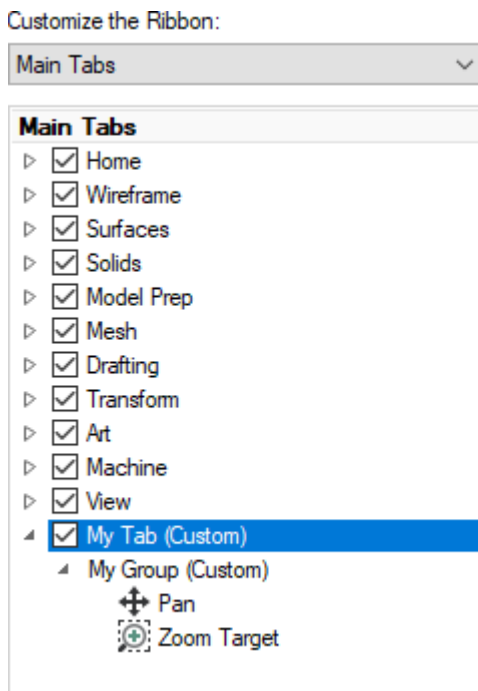 Customize the Ribbon:
Main Tabs
Main Tabs
Home
Wireframe
Surfaces
Solids
Model Prep
Mesh
Drafting
Transform
Art
Machine
View
My Tab (Custom)
My Group (Custom)
Pan
Zoom Target